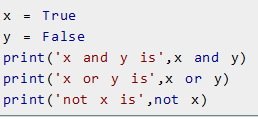 x = True
y = False
print('x and y is',x and y)
print('x or y is',x or y)
print('not x is',not x)